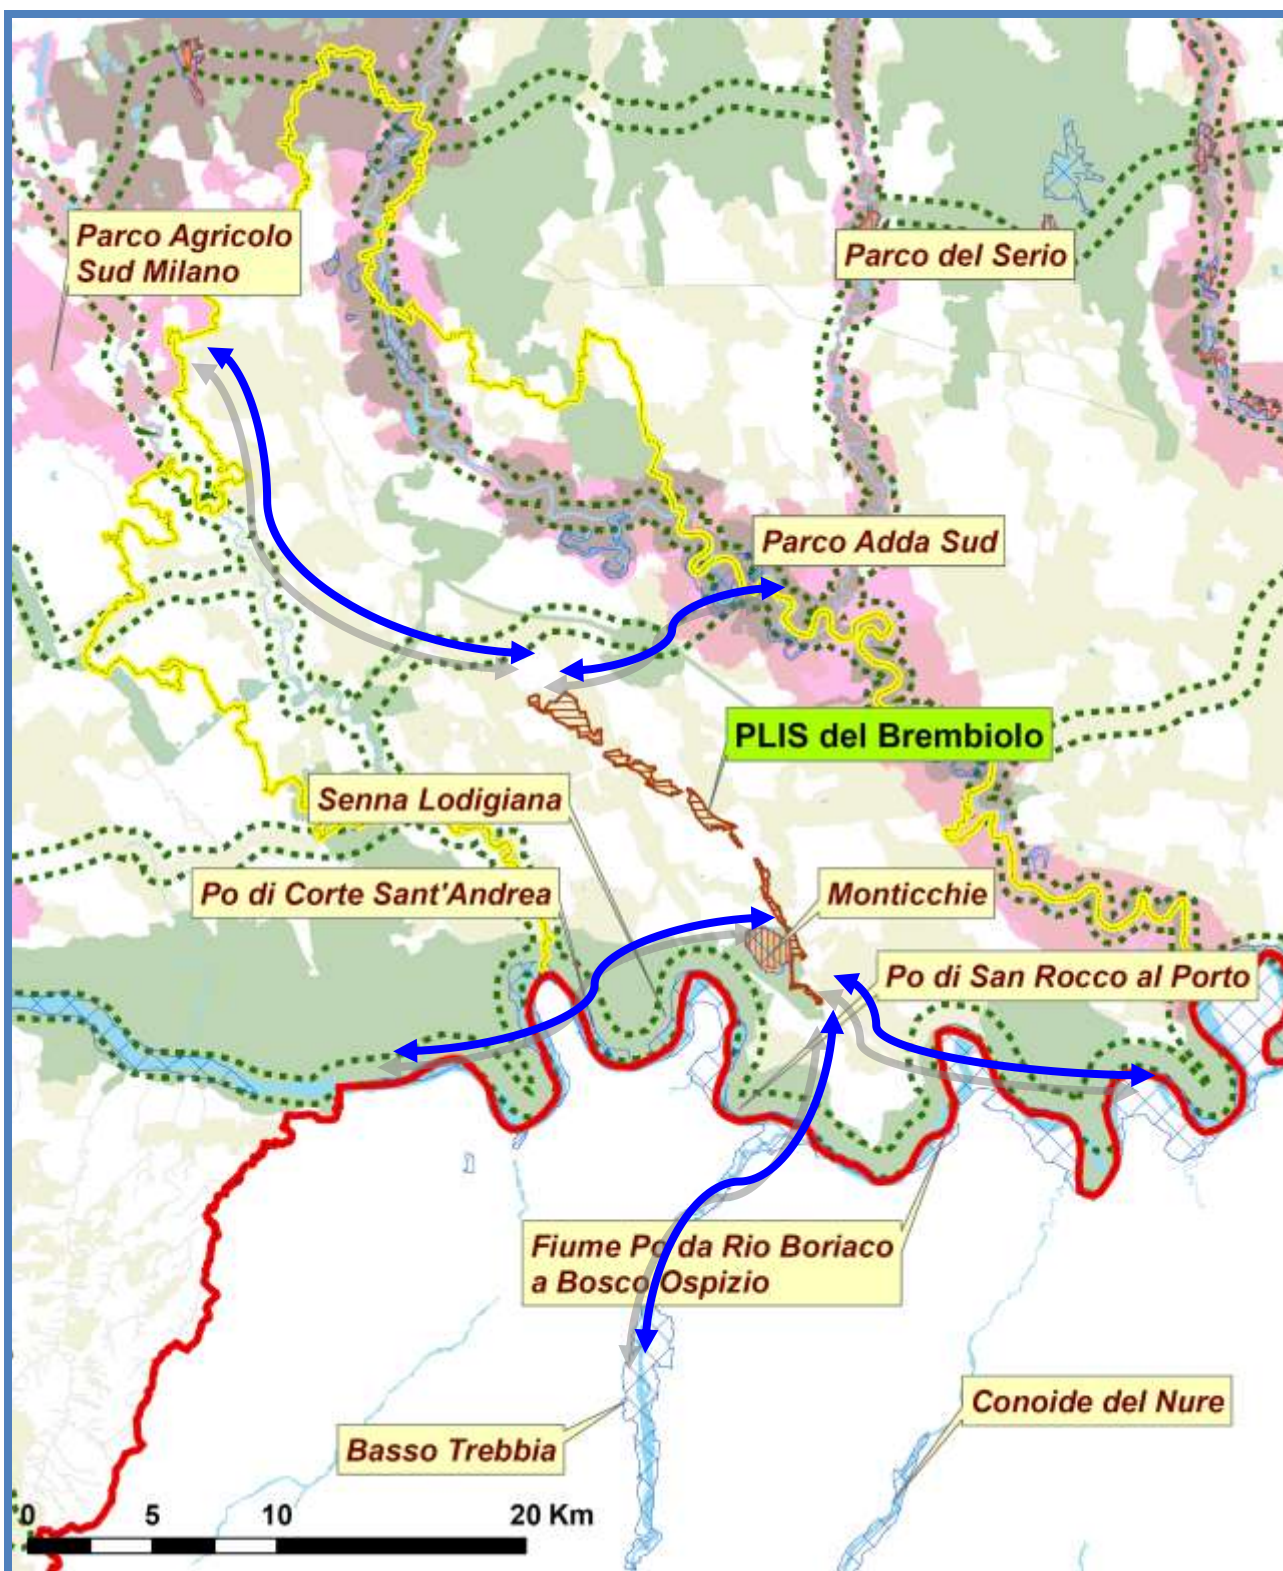 Parco Agricolo
Sud Milano
Parco del Serio
Parco Adda Sud
PLIS del Brembiolo
Senna Lodigiana
Po di Corte Sant'Andrea
Monticchie
Po di San Rocco al Porto
Fiume Po da Rio Boriaco
a Bosco Ospizio
Conoide del Nure
Basso Trebbia
0 5 10 20 Km